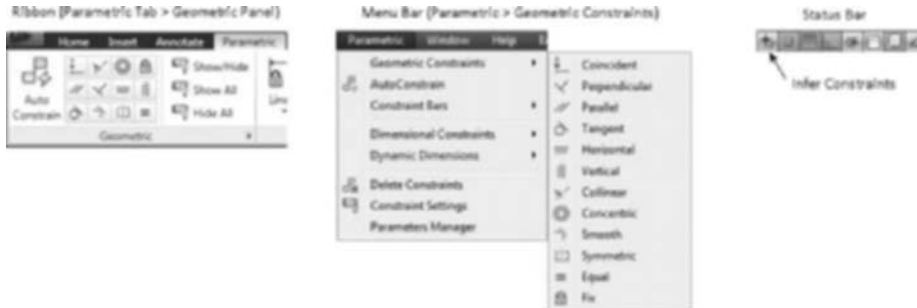 Ribbon (Parametric Tab > Geometric Panel)
Home Insert Annotate Parametric
Auto Constrain
Show/Hide
Show All
Hide All
Geometric
Menu Bar (Parametric > Geometric Constraints)
Parametric Window Help
Geometric Constraints
AutoConstrain
Constraint Bars
Dimensional Constraints
Dynamic Dimensions
Delete Constraints
Constraint Settings
Parameters Manager
Coincident
Perpendicular
Parallel
Tangent
Horizontal
Vertical
Collinear
Concentric
Smooth
Symmetric
Equal
Fix
Status Bar
Infer Constraints